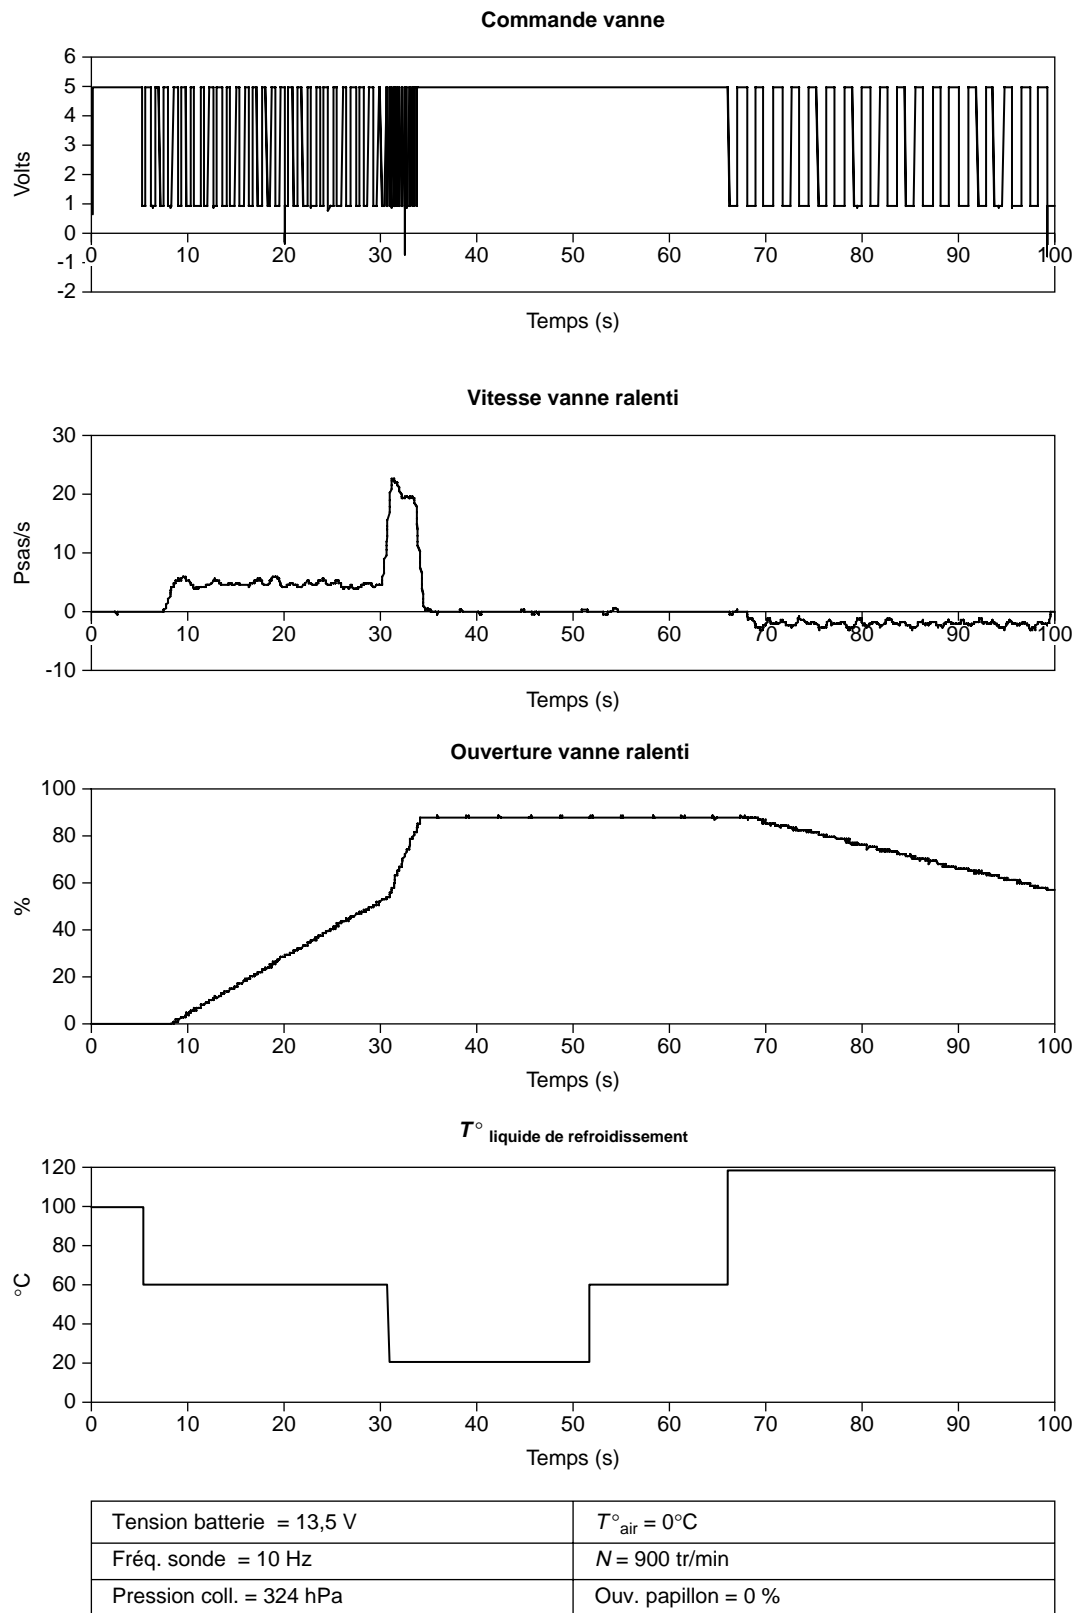 Commande vanne
6
5
4
3
2
1
0
-1
-2
Volts
0 10 20 30 40 50 60 70 80 90 100
Temps (s)
Vitesse vanne ralenti
30
20
10
0
-10
Psas/s
0 10 20 30 40 50 60 70 80 90 100
Temps (s)
Ouverture vanne ralenti
100
80
60
40
20
0
%
0 10 20 30 40 50 60 70 80 90 100
Temps (s)
T° liquide de refroidissement
120
100
80
60
40
20
0
°C
0 10 20 30 40 50 60 70 80 90 100
Temps (s)
Tension batterie = 13,5 V
T°air = 0°C
Fréq. sonde = 10 Hz
N = 900 tr/min
Pression coll. = 324 hPa
Ouv. papillon = 0 %